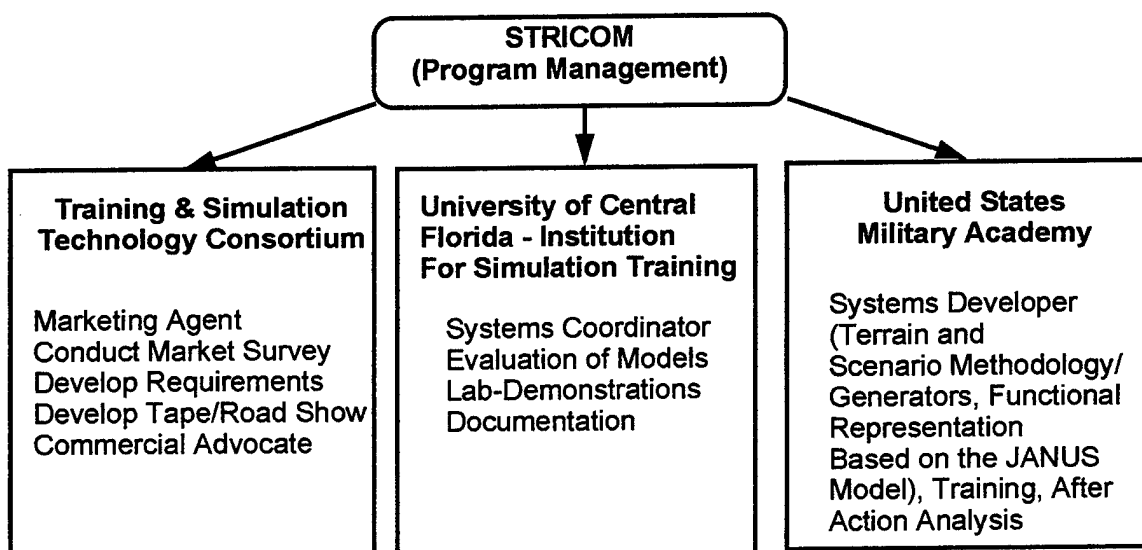 STRICOM
(Program Management)
Training & Simulation
Technology Consortium
Marketing Agent
Conduct Market Survey
Develop Requirements
Develop Tape/Road Show
Commercial Advocate
University of Central
Florida - Institution
For Simulation Training
Systems Coordinator
Evaluation of Models
Lab-Demonstrations
Documentation
United States
Military Academy
Systems Developer
(Terrain and
Scenario Methodology/
Generators, Functional
Representation
Based on the JANUS
Model), Training, After
Action Analysis